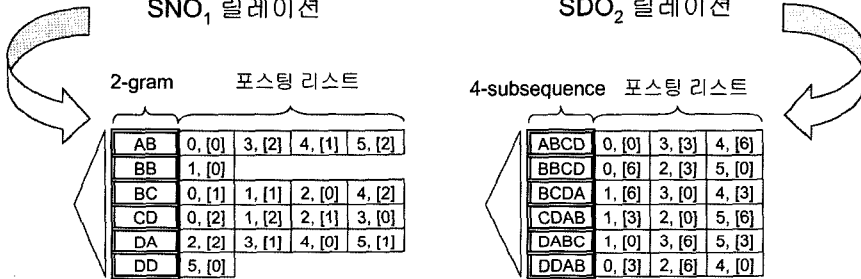 SNO₁ 릴레이션
SDO₂ 릴레이션
2-gram 포스팅 리스트
AB 0, [0] 3, [2] 4, [1] 5, [2]
BB 1, [0]
BC 0, [1] 1, [1] 2, [0] 4, [2]
CD 0, [2] 1, [2] 2, [1] 3, [0]
DA 2, [2] 3, [1] 4, [0] 5, [1]
DD 5, [0]
4-subsequence 포스팅 리스트
ABCD 0, [0] 3, [3] 4, [6]
BBCD 0, [6] 2, [3] 5, [0]
BCDA 1, [6] 3, [0] 4, [3]
CDAB 1, [3] 2, [0] 5, [6]
DABC 1, [0] 3, [6] 5, [3]
DDAB 0, [3] 2, [6] 4, [0]